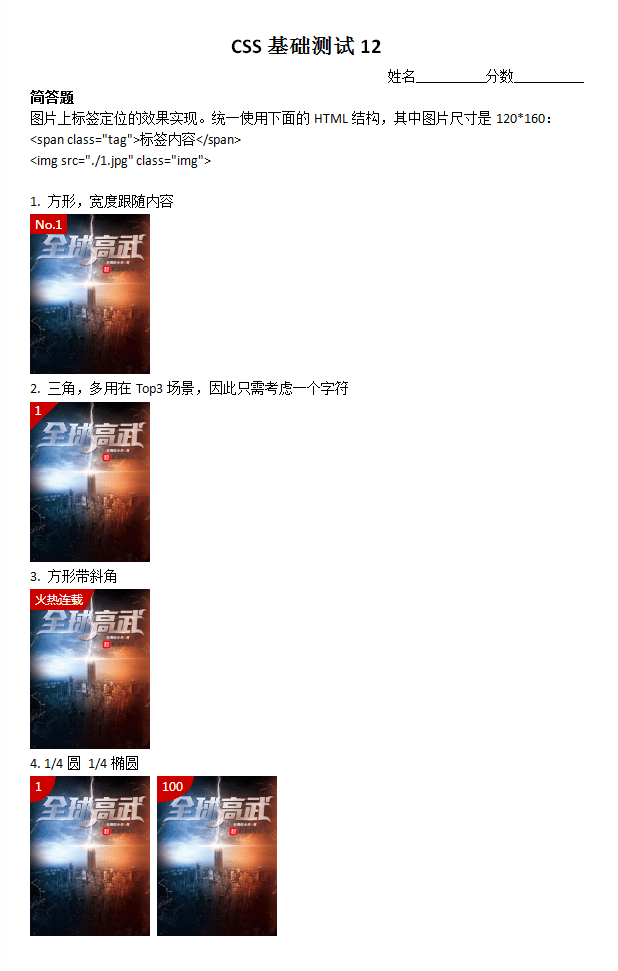 CSS 基础测试 12
姓名__________分数__________
简答题
图片上标签定位的效果实现。统一使用下面的 HTML 结构，其中图片尺寸是 120*160：
<span class="tag">标签内容</span>
<img src="./1.jpg" class="img">
1. 方形，宽度跟随内容
No.1
全球高武
2. 三角，多用在 Top3 场景，因此只需考虑一个字符
1
全球高武
3. 方形带斜角
火热连载
全球高武
4. 1/4 圆 1/4 椭圆
1 100
全球高武 全球高武